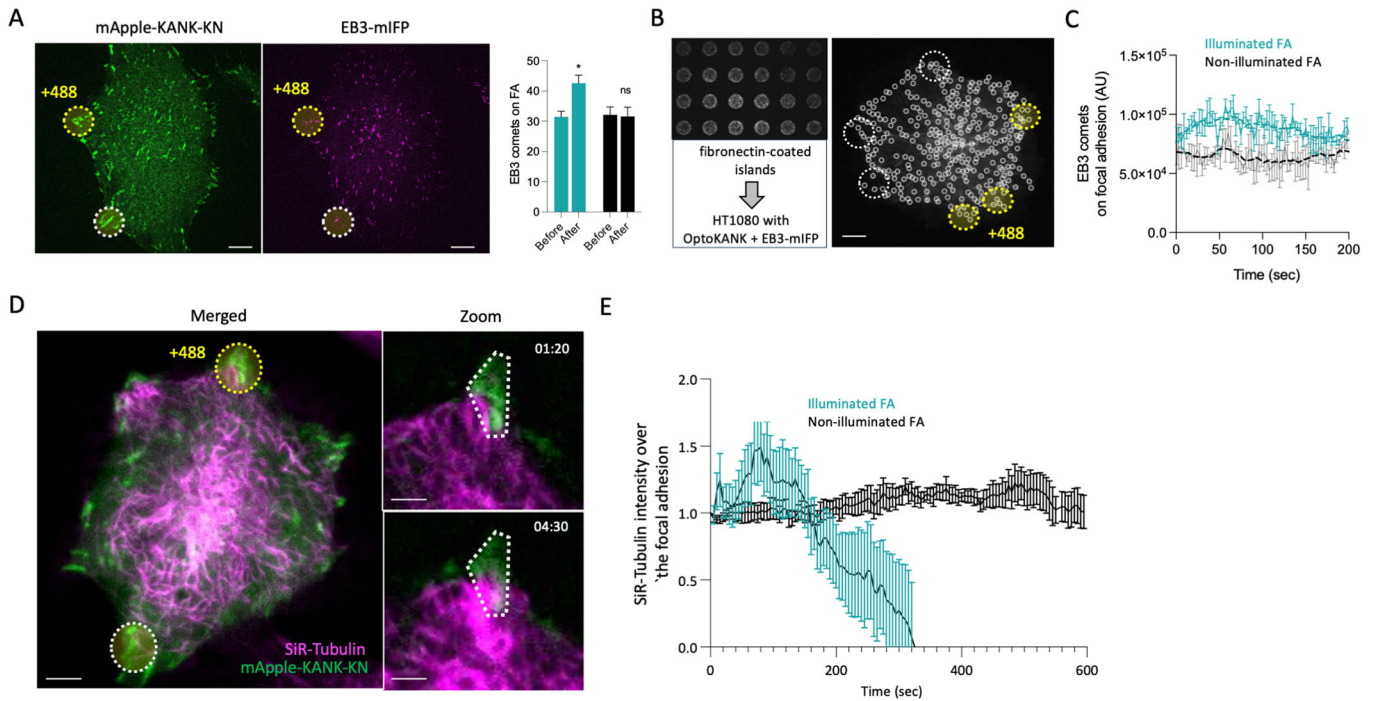 A
mApple-KANK-KN
EB3-mIFP
+488
+488
EB3 comets on FA
50
40
30
20
10
0
*
ns
Before
After
Before
After
B
fibronectin-coated
islands
HT1080 with
OptoKANK + EB3-mIFP
+488
C
Illuminated FA
Non-illuminated FA
EB3 comets
on focal adhesion (AU)
1.5×10⁵
1.0×10⁵
5.0×10⁴
0.0
0
50
100
150
200
Time (sec)
D
Merged
Zoom
+488
SiR-Tubulin
mApple-KANK-KN
01:20
04:30
E
Illuminated FA
Non-illuminated FA
SiR-Tubulin intensity over
the focal adhesion
2.0
1.5
1.0
0.5
0.0
0
200
400
600
Time (sec)